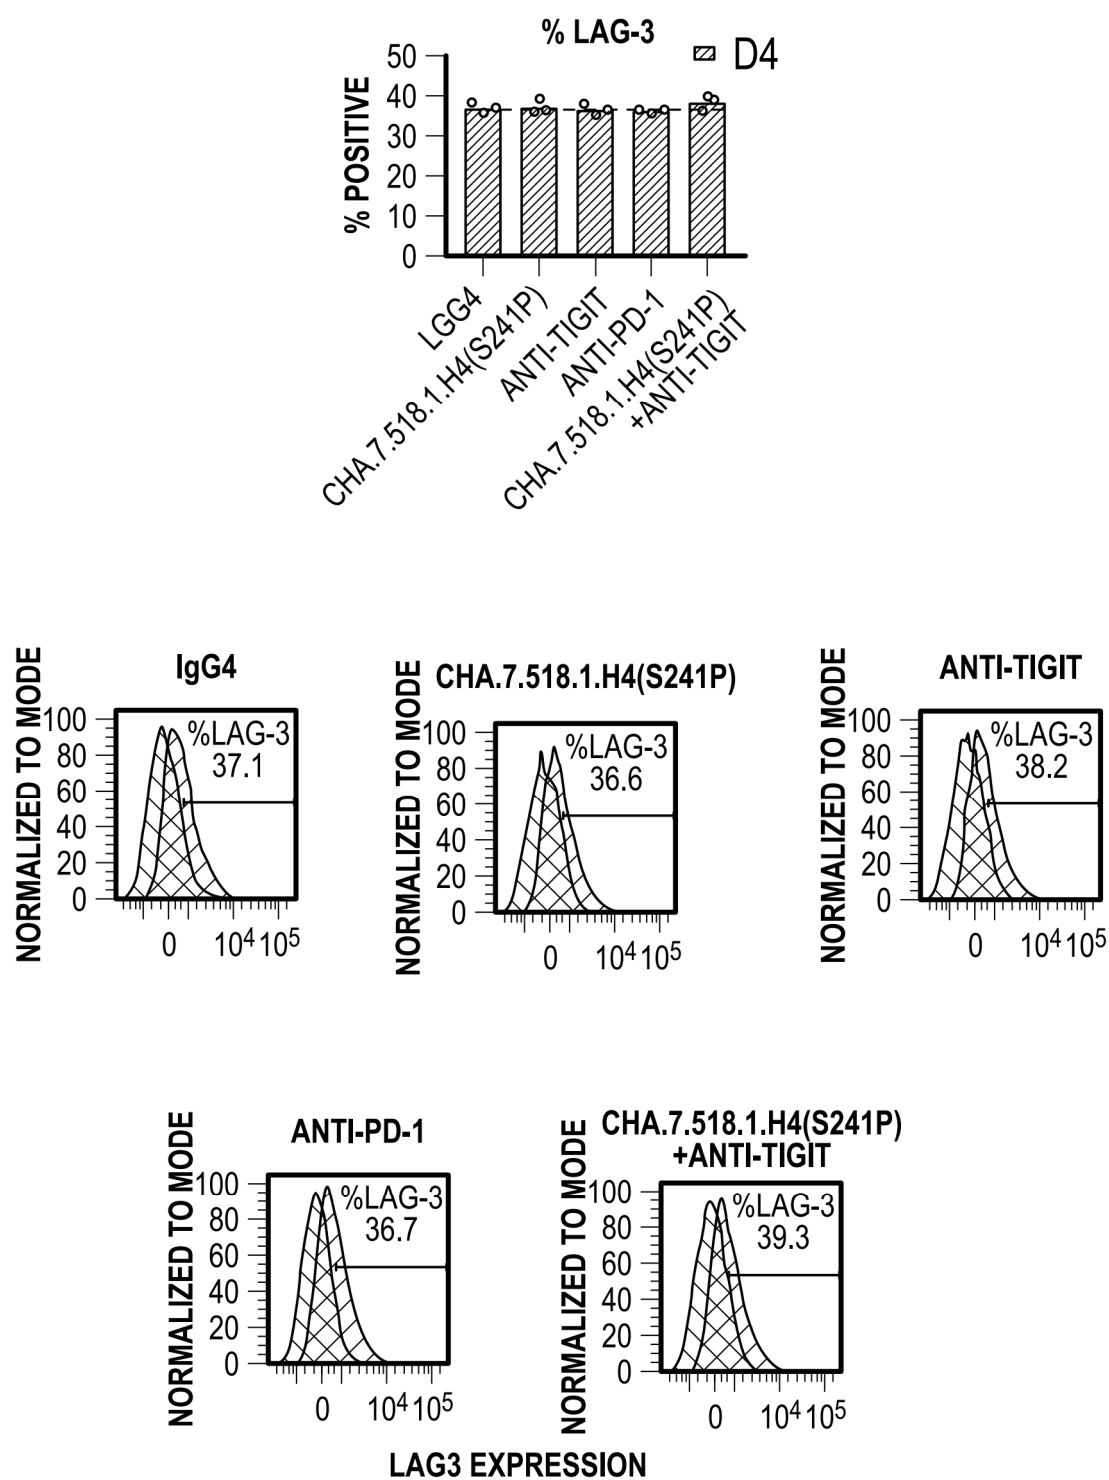 % LAG-3
D4
% POSITIVE
50
40
30
20
10
0
LGG4
CHA.7.518.1.H4(S241P)
ANTI-TIGIT
ANTI-PD-1
CHA.7.518.1.H4(S241P)
+ANTI-TIGIT
IgG4
NORMALIZED TO MODE
100
80
60
40
20
0
%LAG-3
37.1
0 10⁴ 10⁵
CHA.7.518.1.H4(S241P)
NORMALIZED TO MODE
100
80
60
40
20
0
%LAG-3
36.6
0 10⁴ 10⁵
ANTI-TIGIT
NORMALIZED TO MODE
100
80
60
40
20
0
%LAG-3
38.2
0 10⁴ 10⁵
ANTI-PD-1
NORMALIZED TO MODE
100
80
60
40
20
0
%LAG-3
36.7
0 10⁴ 10⁵
CHA.7.518.1.H4(S241P)
+ANTI-TIGIT
NORMALIZED TO MODE
100
80
60
40
20
0
%LAG-3
39.3
0 10⁴ 10⁵
LAG3 EXPRESSION